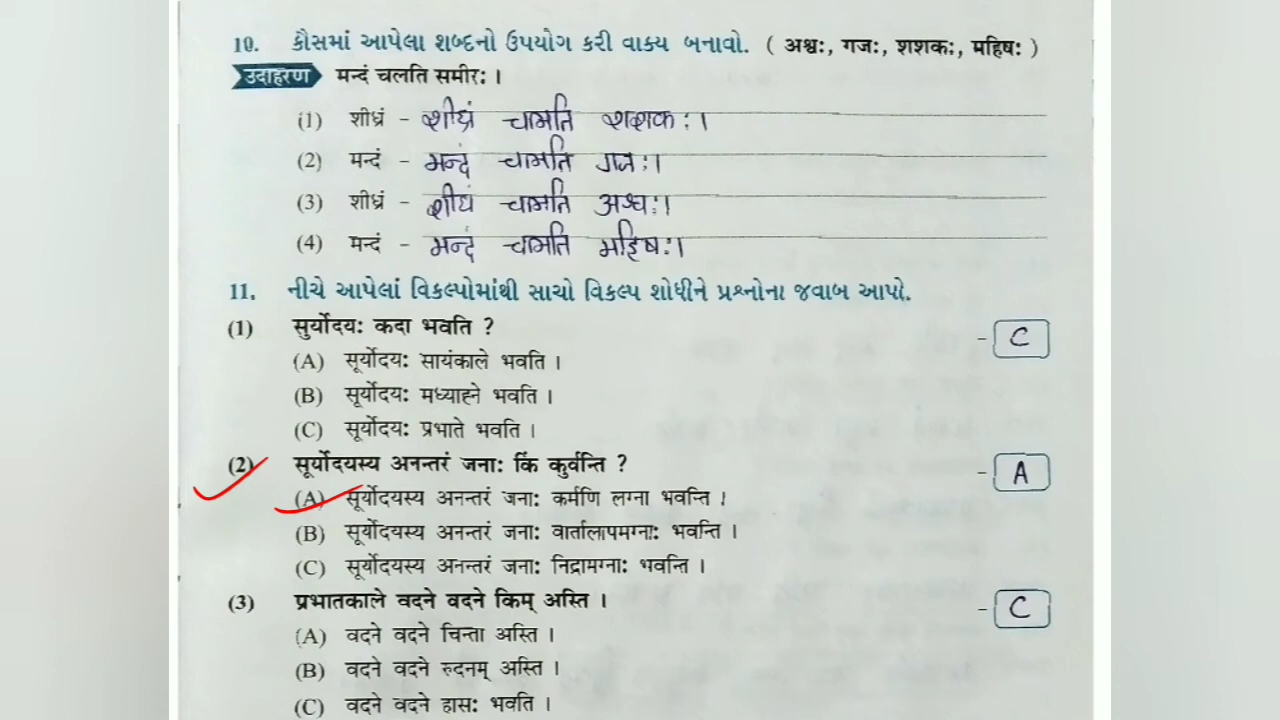 10. કૌસમાં આપેલા શબ્દનો ઉપયોગ કરી વાક્ય બનાવો. ( अश्वः, गजः, शशकः, महिषः )
उदाहरण मन्दं चलति समीरः ।
(1) शीध्रं - शीघ्रं चामति शशकः ।
(2) मन्दं - मन्दं चामति गजः ।
(3) शीध्रं - शीघ्रं चामति अश्वः ।
(4) मन्दं - मन्दं चामति महिषः ।
11. નીચે આપેલાં વિકલ્પોમાંથી સાચો વિકલ્પ શોધીને પ્રશ્નોના જવાબ આપો.
(1) सुर्योदयः कदा भवति ? - C
(A) सूर्योदयः सायंकाले भवति ।
(B) सूर्योदयः मध्याह्ने भवति ।
(C) सूर्योदयः प्रभाते भवति ।
(2) सूर्योदयस्य अनन्तरं जनाः किं कुर्वन्ति ? - A
(A) सूर्योदयस्य अनन्तरं जनाः कर्मणि लग्ना भवन्ति ।
(B) सूर्योदयस्य अनन्तरं जनाः वार्तालापमग्नाः भवन्ति ।
(C) सूर्योदयस्य अनन्तरं जनाः निद्रामग्नाः भवन्ति ।
(3) प्रभातकाले वदने वदने किम् अस्ति । - C
(A) वदने वदने चिन्ता अस्ति ।
(B) वदने वदने रुदनम् अस्ति ।
(C) वदने वदने हासः भवति ।